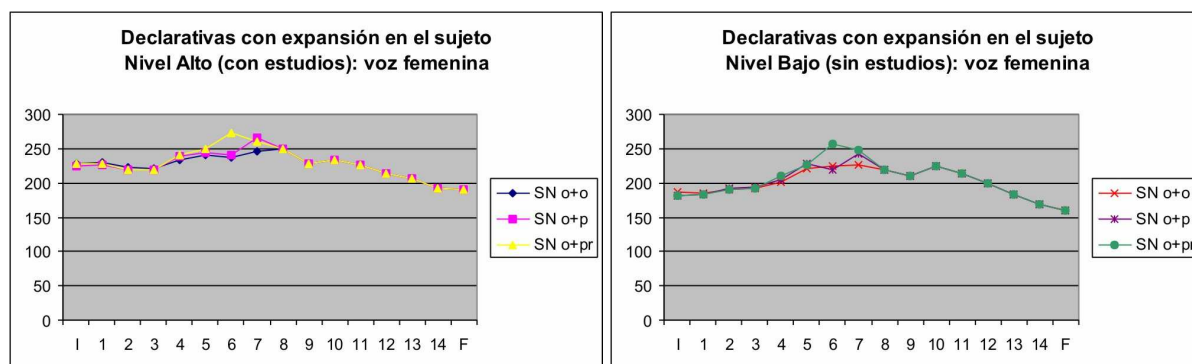 Declarativas con expansión en el sujeto
Nivel Alto (con estudios): voz femenina
300
250
200
150
100
50
0
I 1 2 3 4 5 6 7 8 9 10 11 12 13 14 F
SN o+o
SN o+p
SN o+pr
Declarativas con expansión en el sujeto
Nivel Bajo (sin estudios): voz femenina
300
250
200
150
100
50
0
I 1 2 3 4 5 6 7 8 9 10 11 12 13 14 F
SN o+o
SN o+p
SN o+pr